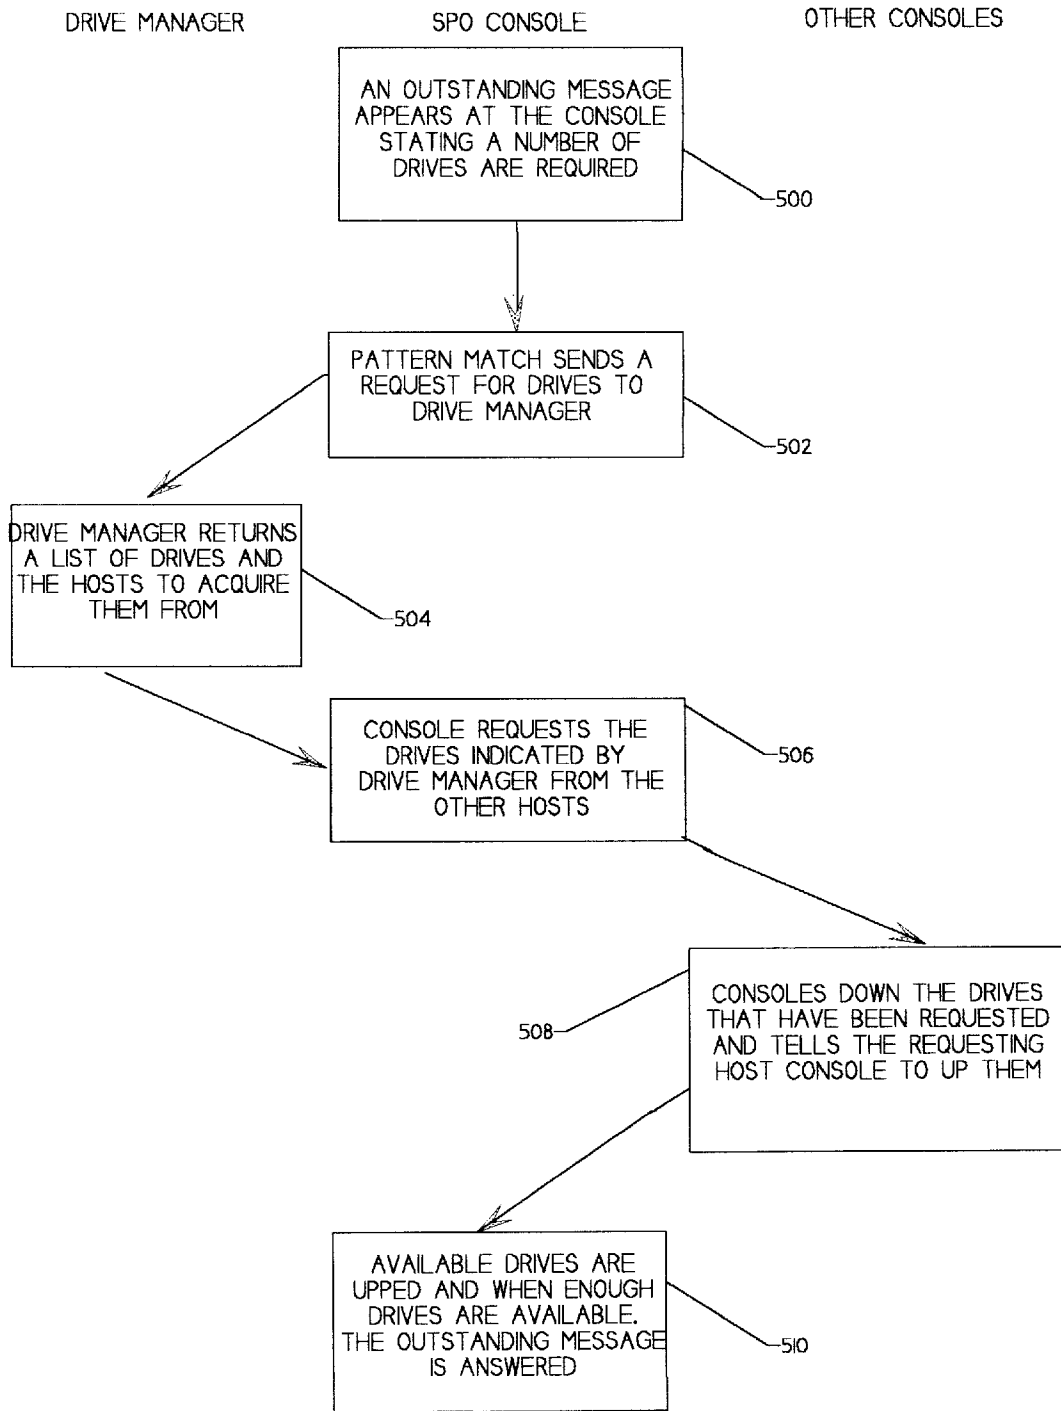 DRIVE MANAGER
SPO CONSOLE
OTHER CONSOLES
AN OUTSTANDING MESSAGE
APPEARS AT THE CONSOLE
STATING A NUMBER OF
DRIVES ARE REQUIRED
500
PATTERN MATCH SENDS A
REQUEST FOR DRIVES TO
DRIVE MANAGER
502
DRIVE MANAGER RETURNS
A LIST OF DRIVES AND
THE HOSTS TO ACQUIRE
THEM FROM
504
CONSOLE REQUESTS THE
DRIVES INDICATED BY
DRIVE MANAGER FROM THE
OTHER HOSTS
506
CONSOLES DOWN THE DRIVES
THAT HAVE BEEN REQUESTED
AND TELLS THE REQUESTING
HOST CONSOLE TO UP THEM
508
AVAILABLE DRIVES ARE
UPPED AND WHEN ENOUGH
DRIVES ARE AVAILABLE.
THE OUTSTANDING MESSAGE
IS ANSWERED
510